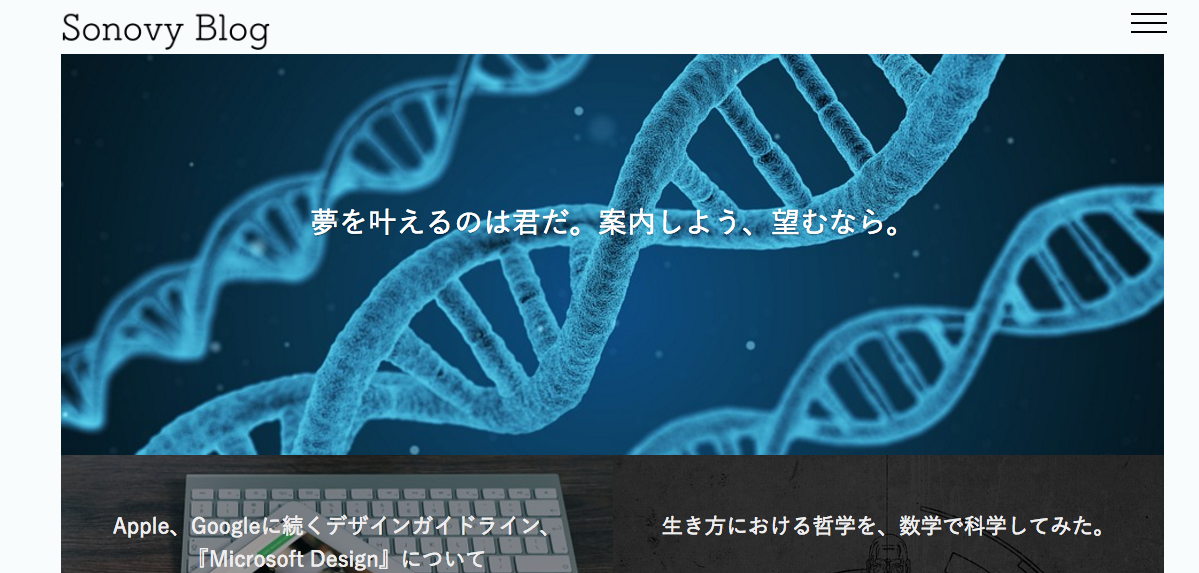 Sonovy Blog
夢を叶えるのは君だ。案内しよう、望むなら。
Apple、Googleに続くデザインガイドライン、
『Microsoft Design』について
生き方における哲学を、数学で科学してみた。